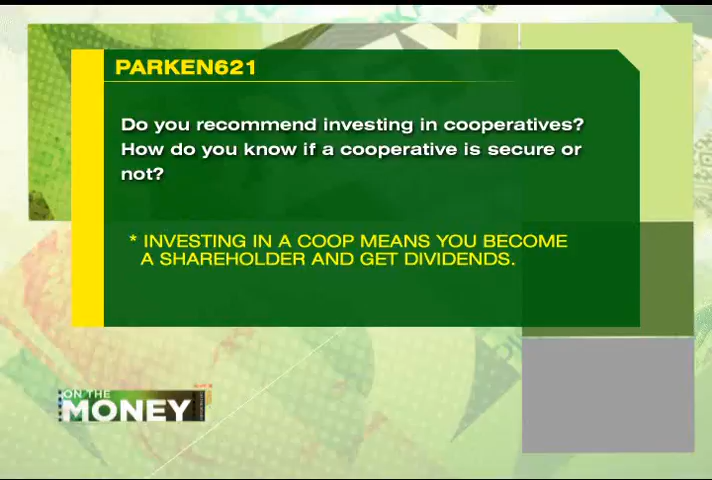 PARKEN621
Do you recommend investing in cooperatives?
How do you know if a cooperative is secure or
not?
* INVESTING IN A COOP MEANS YOU BECOME
A SHAREHOLDER AND GET DIVIDENDS.
ON THE
MONEY